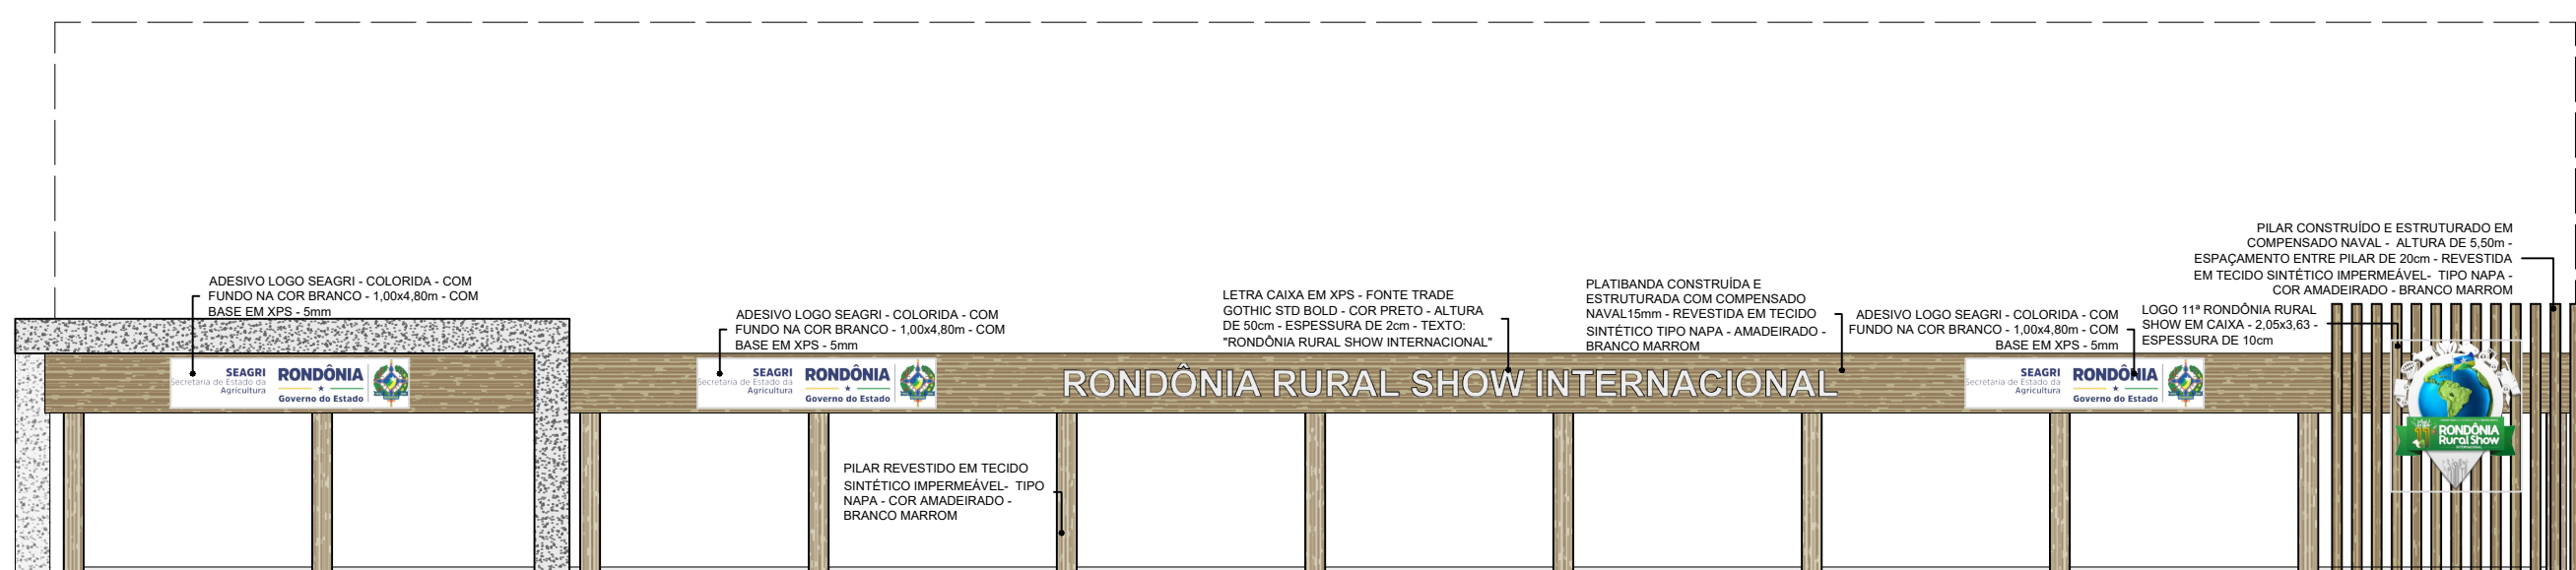 ADESIVO LOGO SEAGRI - COLORIDA - COM
FUNDO NA COR BRANCO - 1,00x4,80m - COM
BASE EM XPS - 5mm
SEAGRI
Secretaria de Estado da
Agricultura
RONDÔNIA
Governo do Estado
ADESIVO LOGO SEAGRI - COLORIDA - COM
FUNDO NA COR BRANCO - 1,00x4,80m - COM
BASE EM XPS - 5mm
SEAGRI
Secretaria de Estado da
Agricultura
RONDÔNIA
Governo do Estado
PILAR REVESTIDO EM TECIDO
SINTÉTICO IMPERMEÁVEL- TIPO
NAPA - COR AMADEIRADO -
BRANCO MARROM
LETRA CAIXA EM XPS - FONTE TRADE
GOTHIC STD BOLD - COR PRETO - ALTURA
DE 50cm - ESPESSURA DE 2cm - TEXTO:
"RONDÔNIA RURAL SHOW INTERNACIONAL"
RONDÔNIA RURAL SHOW INTERNACIONAL
PLATIBANDA CONSTRUÍDA E
ESTRUTURADA COM COMPENSADO
NAVAL15mm - REVESTIDA EM TECIDO
SINTÉTICO TIPO NAPA - AMADEIRADO -
BRANCO MARROM
ADESIVO LOGO SEAGRI - COLORIDA - COM
FUNDO NA COR BRANCO - 1,00x4,80m - COM
BASE EM XPS - 5mm
SEAGRI
Secretaria de Estado da
Agricultura
RONDÔNIA
Governo do Estado
PILAR CONSTRUÍDO E ESTRUTURADO EM
COMPENSADO NAVAL - ALTURA DE 5,50m -
ESPAÇAMENTO ENTRE PILAR DE 20cm - REVESTIDA
EM TECIDO SINTÉTICO IMPERMEÁVEL- TIPO NAPA -
COR AMADEIRADO - BRANCO MARROM
LOGO 11ª RONDÔNIA RURAL
SHOW EM CAIXA - 2,05x3,63 -
ESPESSURA DE 10cm
11ª
RONDÔNIA
Rural Show
INTERNACIONAL